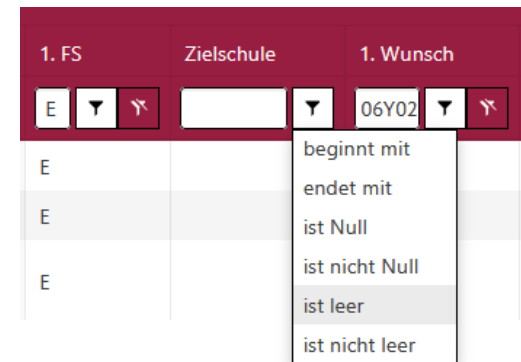 1. FS Zielschule 1. Wunsch
E 06Y02
beginnt mit
E
endet mit
E
ist Null
ist nicht Null
E
ist leer
ist nicht leer